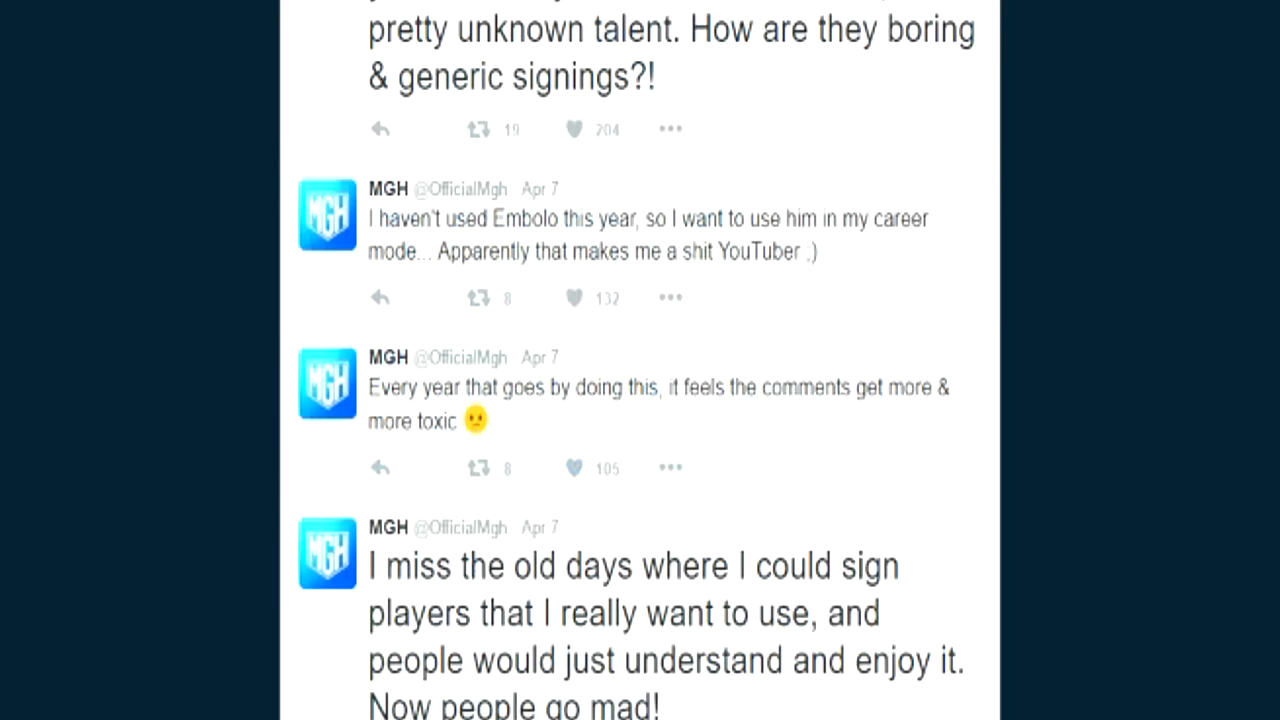 pretty unknown talent. How are they boring
& generic signings?!
19 204
MGH @OfficialMgh Apr 7
MGH
I haven't used Embolo this year, so I want to use him in my career
mode... Apparently that makes me a shit YouTuber ;)
8 132
MGH @OfficialMgh Apr 7
MGH
Every year that goes by doing this, it feels the comments get more &
more toxic 😐
8 105
MGH @OfficialMgh Apr 7
MGH
I miss the old days where I could sign
players that I really want to use, and
people would just understand and enjoy it.
Now people go mad!